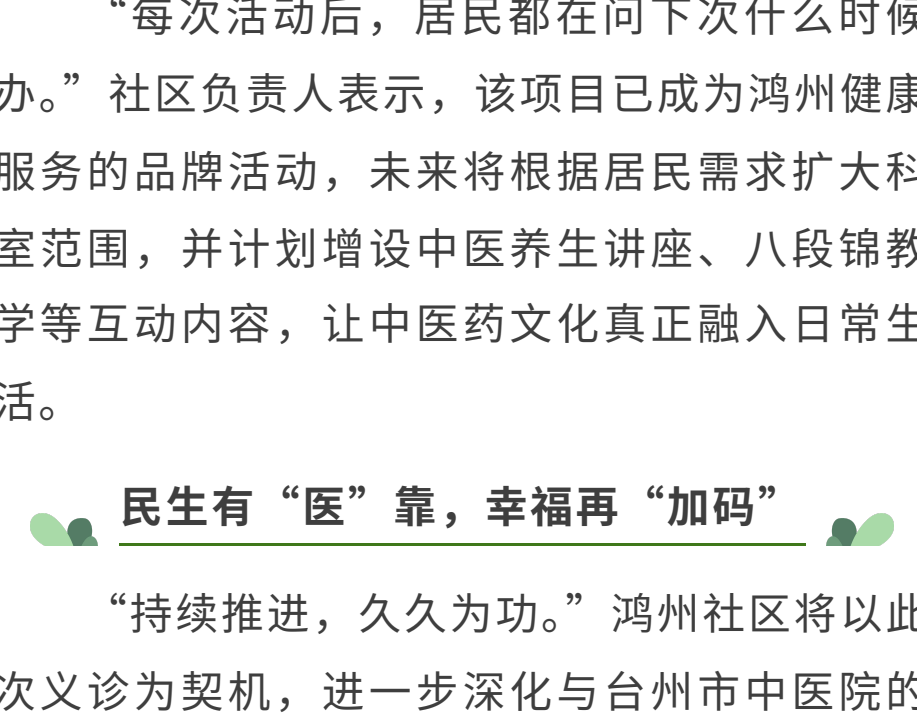 “每次活动后，居民都在问下次什么时候
办。”社区负责人表示，该项目已成为鸿州健康
服务的品牌活动，未来将根据居民需求扩大科
室范围，并计划增设中医养生讲座、八段锦教
学等互动内容，让中医药文化真正融入日常生
活。
民生有“医”靠，幸福再“加码”
“持续推进，久久为功。”鸿州社区将以此
次义诊为契机，进一步深化与台州市中医院的